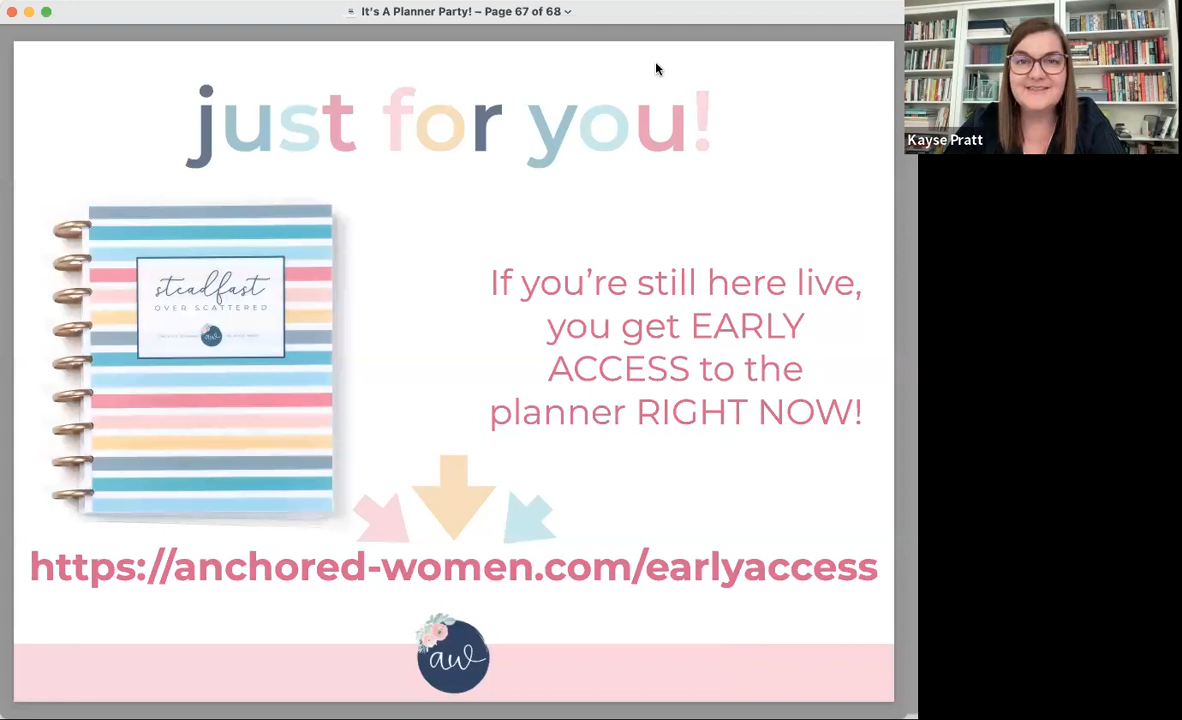 It's A Planner Party! – Page 67 of 68
just for you!
Kayse Pratt
steadfast
OVER SCATTERED
aw
If you're still here live,
you get EARLY
ACCESS to the
planner RIGHT NOW!
https://anchored-women.com/earlyaccess
aw